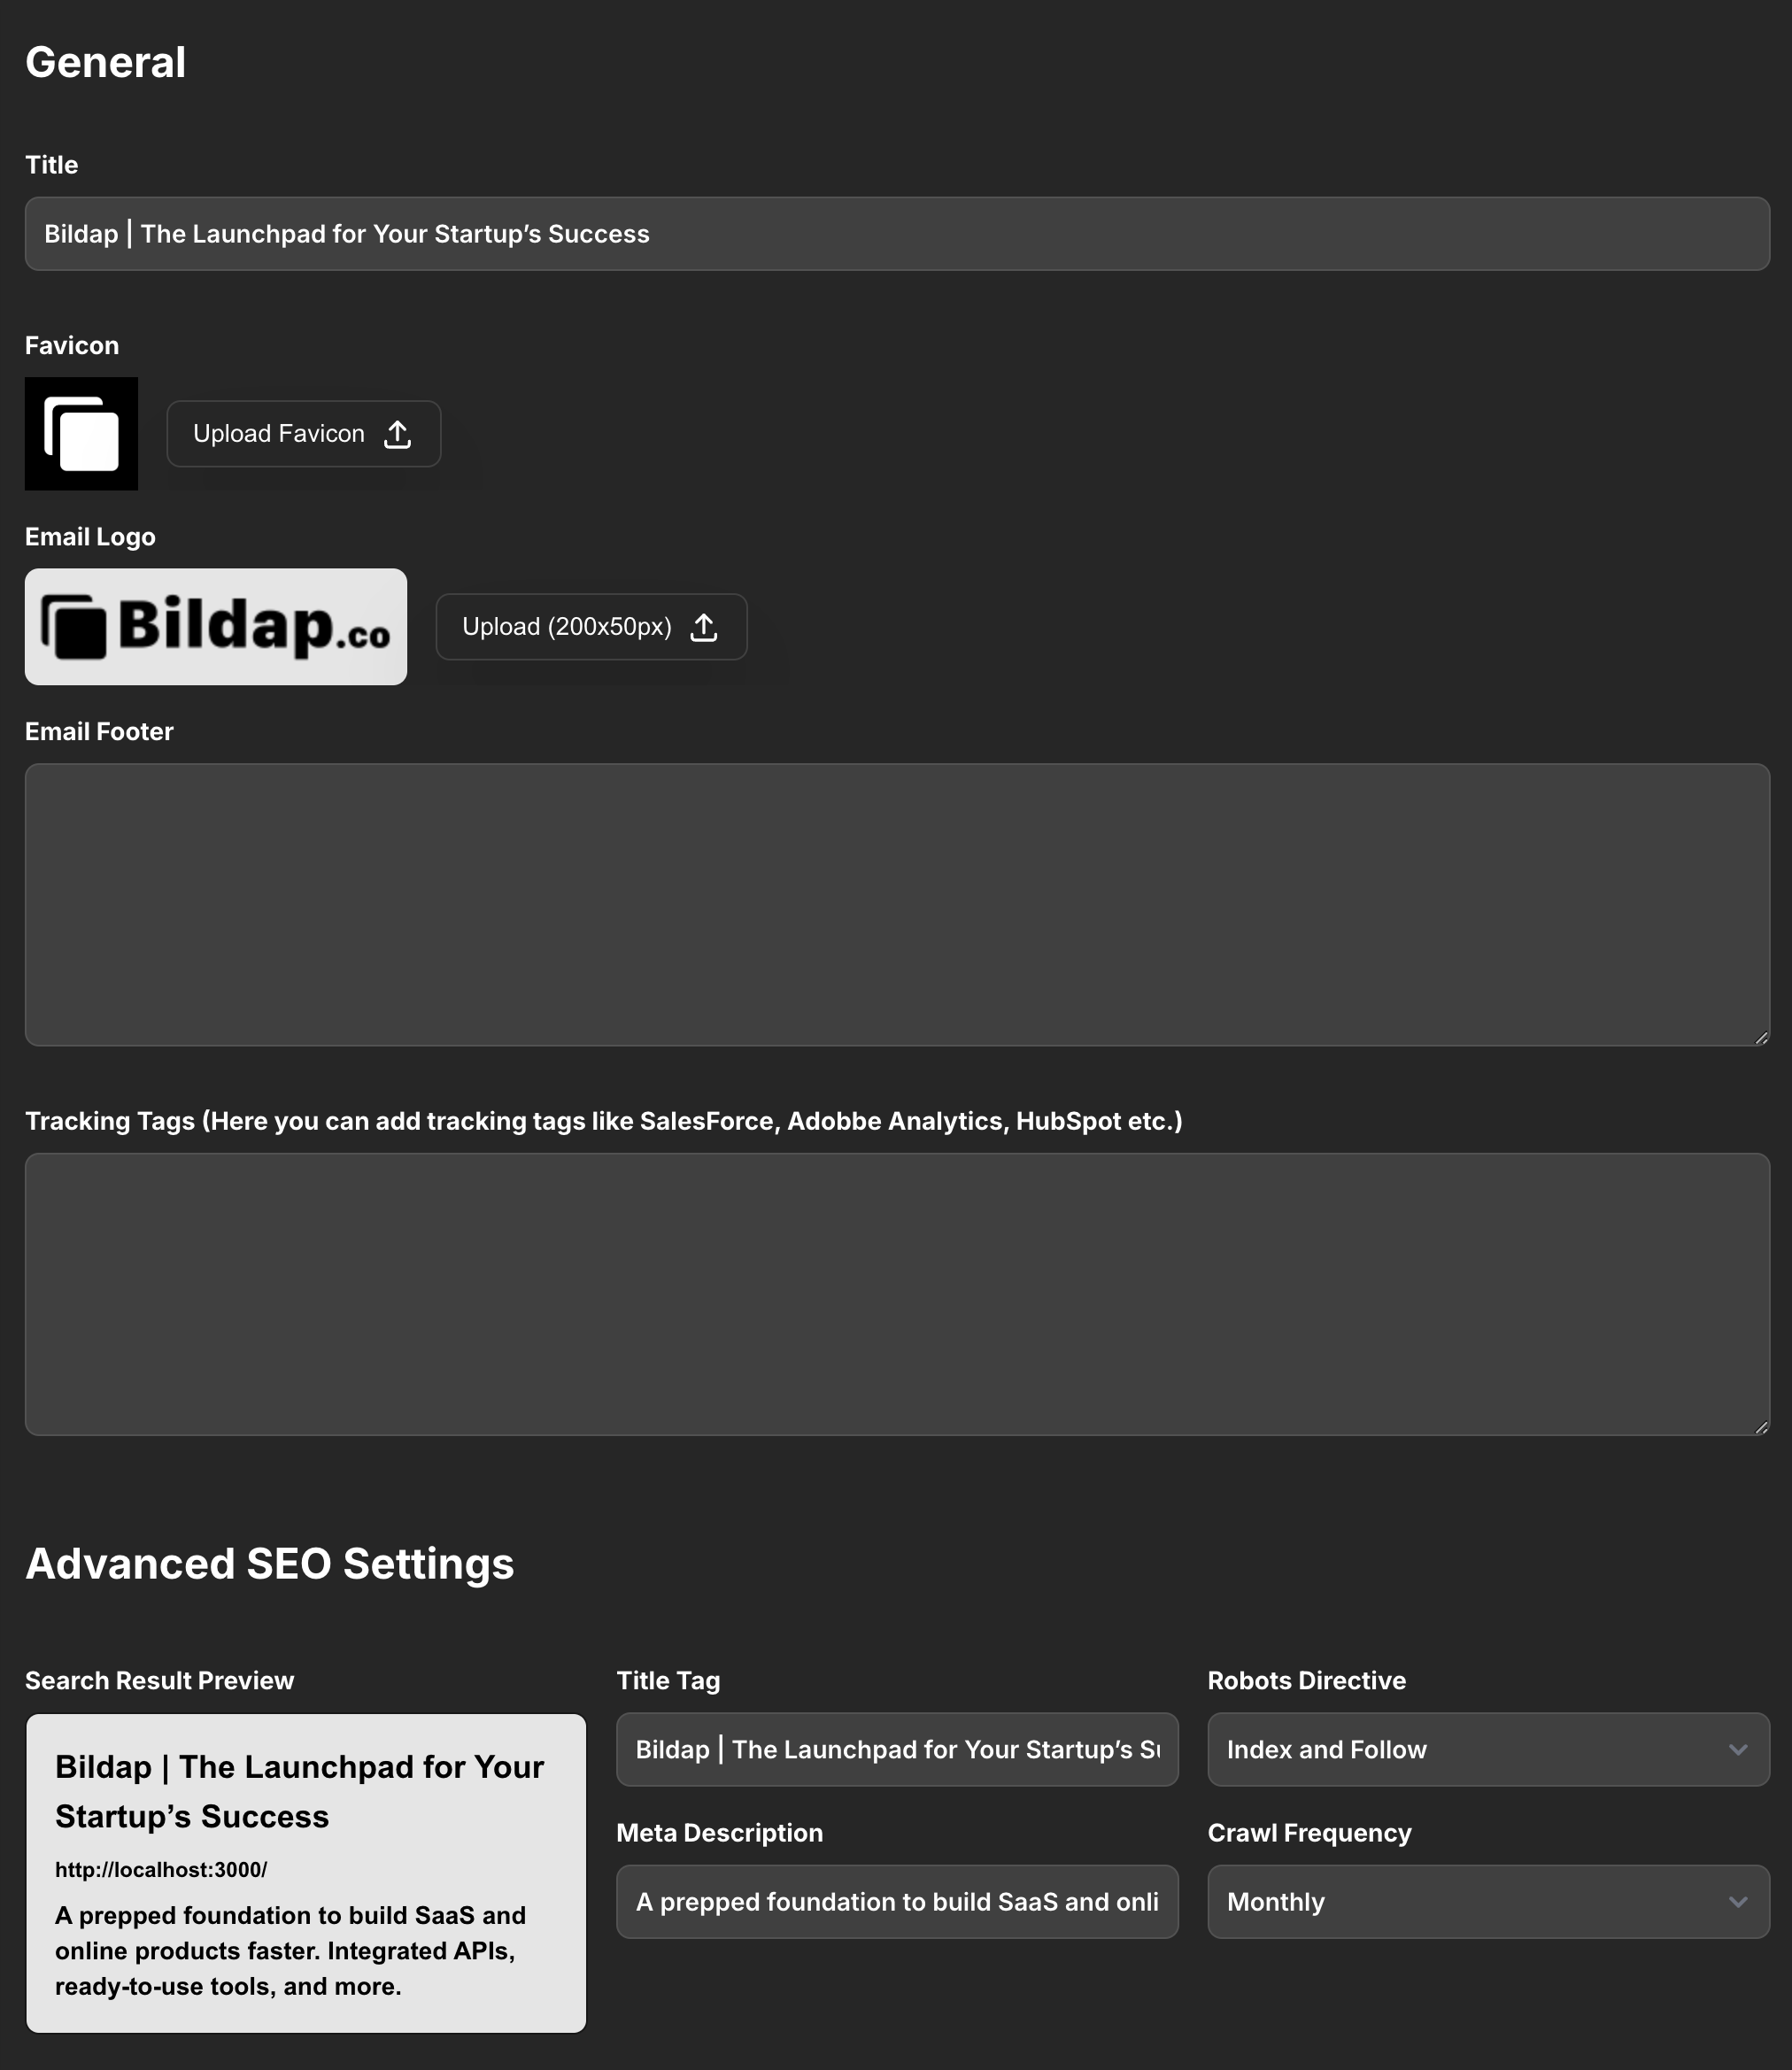 General
Title
Bildap | The Launchpad for Your Startup’s Success
Favicon
Upload Favicon
Email Logo
Bildap.co
Upload (200x50px)
Email Footer
Tracking Tags (Here you can add tracking tags like SalesForce, Adobbe Analytics, HubSpot etc.)
Advanced SEO Settings
Search Result Preview
Bildap | The Launchpad for Your
Startup’s Success
http://localhost:3000/
A prepped foundation to build SaaS and
online products faster. Integrated APIs,
ready-to-use tools, and more.
Title Tag
Bildap | The Launchpad for Your Startup’s Su
Meta Description
A prepped foundation to build SaaS and onli
Robots Directive
Index and Follow
Crawl Frequency
Monthly